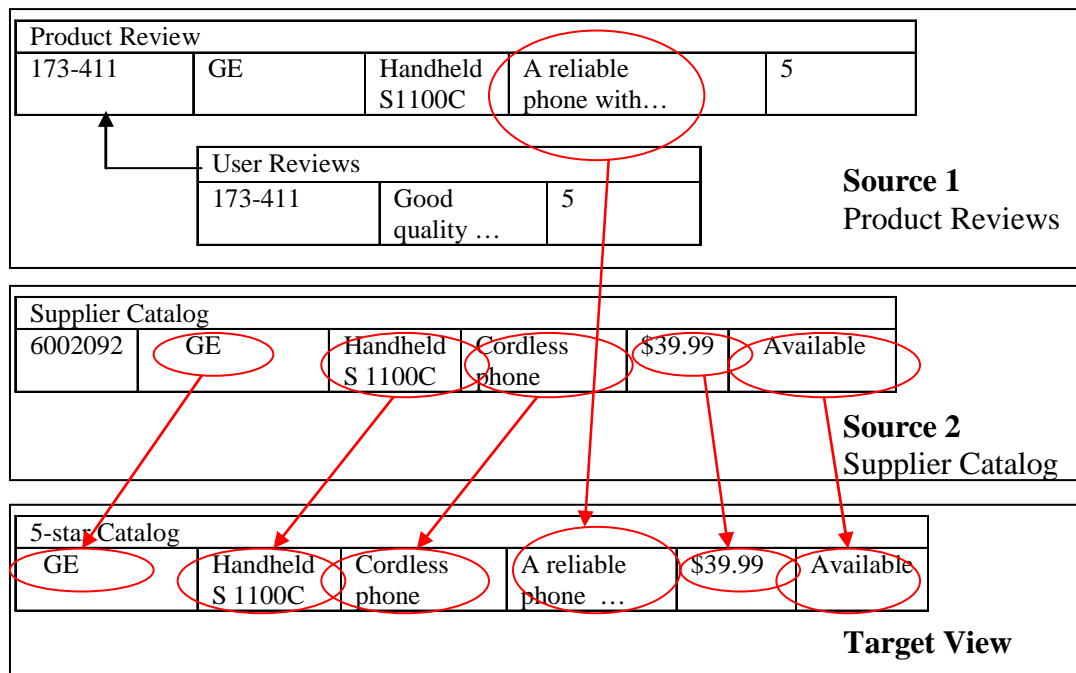 Product Review
173-411 GE Handheld A reliable 5
S1100C phone with…
User Reviews
173-411 Good 5
quality …
Source 1
Product Reviews
Supplier Catalog
6002092 GE Handheld Cordless $39.99 Available
S 1100C phone
Source 2
Supplier Catalog
5-star Catalog
GE Handheld Cordless A reliable $39.99 Available
S 1100C phone phone …
Target View